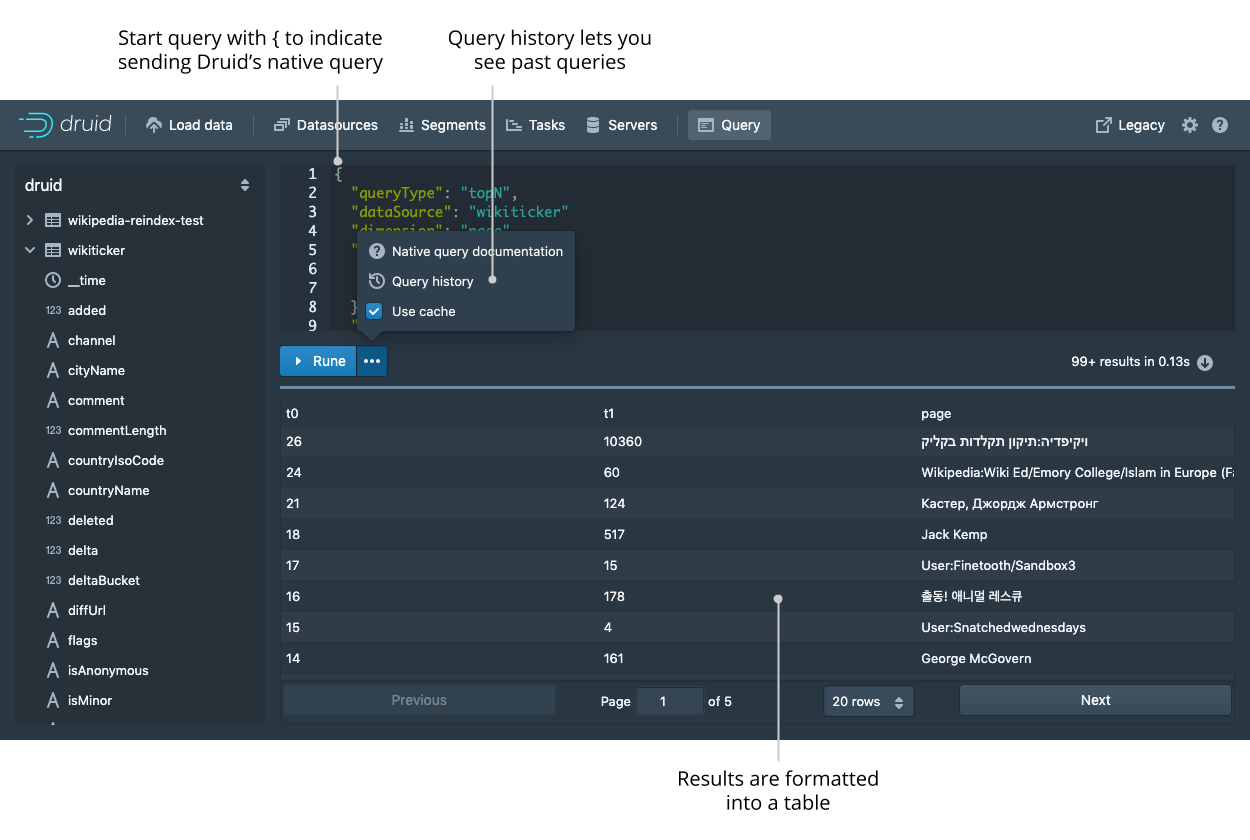 Start query with { to indicate
sending Druid's native query
Query history lets you
see past queries
druid
Load data
Datasources
Segments
Tasks
Servers
Query
Legacy
druid
wikipedia-reindex-test
wikiticker
__time
123 added
A channel
A cityName
A comment
123 commentLength
A countryIsoCode
A countryName
123 deleted
123 delta
123 deltaBucket
A diffUrl
A flags
A isAnonymous
A isMinor
1 {
2 "queryType": "topN",
3 "dataSource": "wikiticker"
4
5 "
6
7
8 }
9 "
? Native query documentation
Query history
Use cache
Rune
•••
99+ results in 0.13s
t0 t1 page
26 10360 ויקיפדיה:תיקון תקלדות בקליק
24 60 Wikipedia:Wiki Ed/Emory College/Islam in Europe
21 124 Кастер, Джордж Армстронг
18 517 Jack Kemp
17 15 User:Finetooth/Sandbox3
16 178 출동! 애니멀 레스큐
15 4 User:Snatchedwednesdays
14 161 George McGovern
Previous
Page 1 of 5
20 rows
Next
Results are formatted
into a table